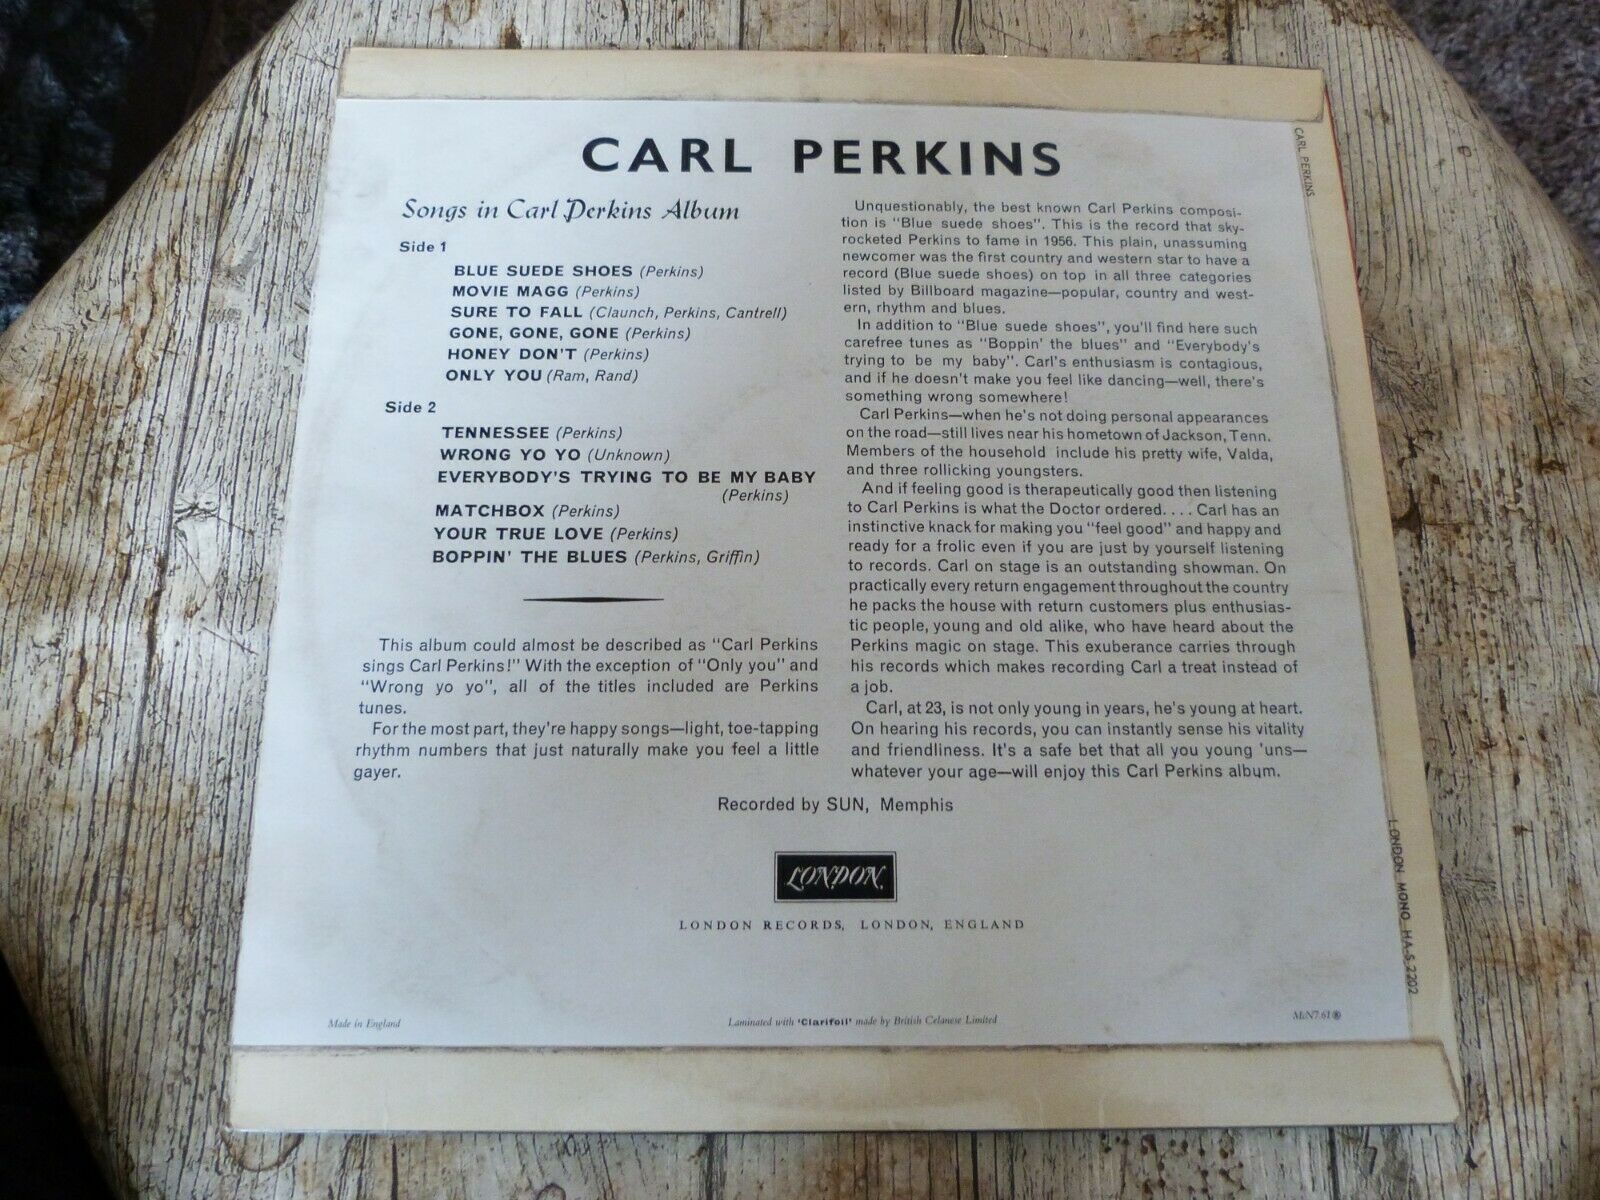 CARL PERKINS
Songs in Carl Perkins Album
Side 1
BLUE SUEDE SHOES (Perkins)
MOVIE MAGG (Perkins)
SURE TO FALL (Claunch, Perkins, Cantrell)
GONE, GONE, GONE (Perkins)
HONEY DON'T (Perkins)
ONLY YOU (Ram, Rand)
Side 2
TENNESSEE (Perkins)
WRONG YO YO (Unknown)
EVERYBODY'S TRYING TO BE MY BABY
(Perkins)
MATCHBOX (Perkins)
YOUR TRUE LOVE (Perkins)
BOPPIN' THE BLUES (Perkins, Griffin)
This album could almost be described as "Carl Perkins
sings Carl Perkins!" With the exception of "Only you" and
"Wrong yo yo", all of the titles included are Perkins
tunes.
For the most part, they're happy songs—light, toe-tapping
rhythm numbers that just naturally make you feel a little
gayer.
Unquestionably, the best known Carl Perkins composi-
tion is "Blue suede shoes". This is the record that sky-
rocketed Perkins to fame in 1956. This plain, unassuming
newcomer was the first country and western star to have a
record (Blue suede shoes) on top in all three categories
listed by Billboard magazine—popular, country and west-
ern, rhythm and blues.
In addition to "Blue suede shoes", you'll find here such
carefree tunes as "Boppin' the blues" and "Everybody's
trying to be my baby". Carl's enthusiasm is contagious,
and if he doesn't make you feel like dancing—well, there's
something wrong somewhere!
Carl Perkins—when he's not doing personal appearances
on the road—still lives near his hometown of Jackson, Tenn.
Members of the household include his pretty wife, Valda,
and three rollicking youngsters.
And if feeling good is therapeutically good then listening
to Carl Perkins is what the Doctor ordered. . . . Carl has an
instinctive knack for making you "feel good" and happy and
ready for a frolic even if you are just by yourself listening
to records. Carl on stage is an outstanding showman. On
practically every return engagement throughout the country
he packs the house with return customers plus enthusias-
tic people, young and old alike, who have heard about the
Perkins magic on stage. This exuberance carries through
his records which makes recording Carl a treat instead of
a job.
Carl, at 23, is not only young in years, he's young at heart.
On hearing his records, you can instantly sense his vitality
and friendliness. It's a safe bet that all you young 'uns—
whatever your age—will enjoy this Carl Perkins album.
Recorded by SUN, Memphis
LONDON
LONDON RECORDS, LONDON, ENGLAND
Made in England
Laminated with 'Clarifoil' made by British Celanese Limited
McN7.61
CARL PERKINS
LONDON MONO HA-S 2202